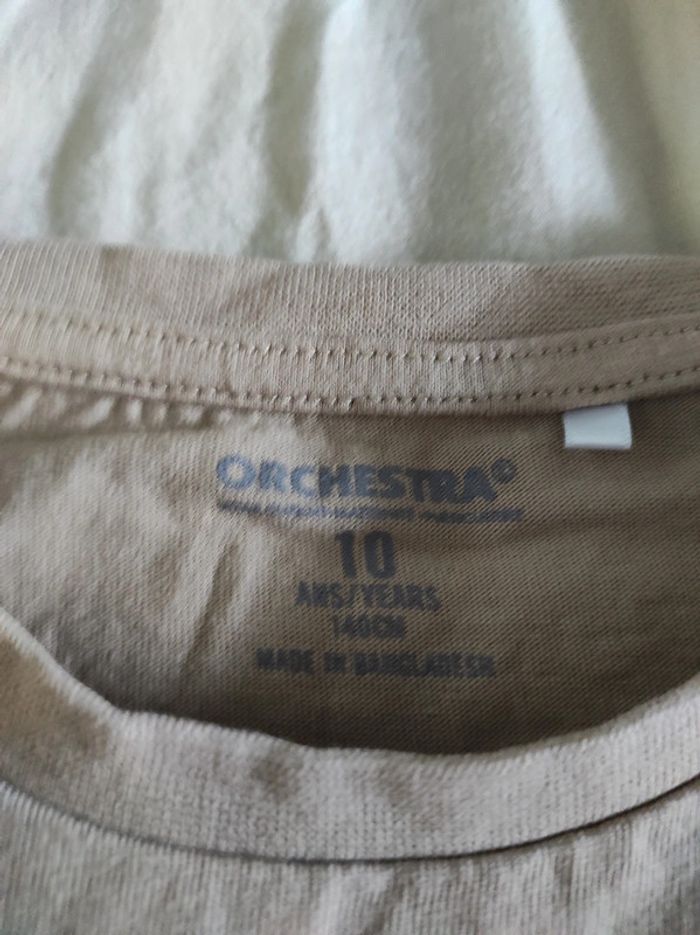 ORCHESTRA®
10
ANS/YEARS
140CM
MADE IN BANGLADESH